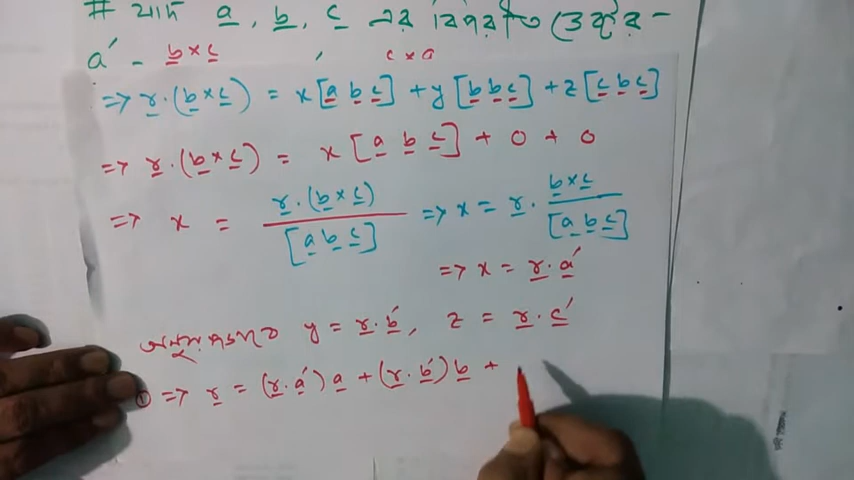 # যদি a, b, c এর বিপরীত ভেক্টর -
a′ - b×c , c×a
=> r.(b×c) = x[a b c] + y[b b c] + z[c b c]
=> r.(b×c) = x[a b c] + 0 + 0
=> x = r.(b×c) / [a b c] => x = r. b×c / [a b c]
=> x = r.a′
অনুরূপভাবে y = r.b′, z = r.c′
① => r = (r.a′)a + (r.b′)b +